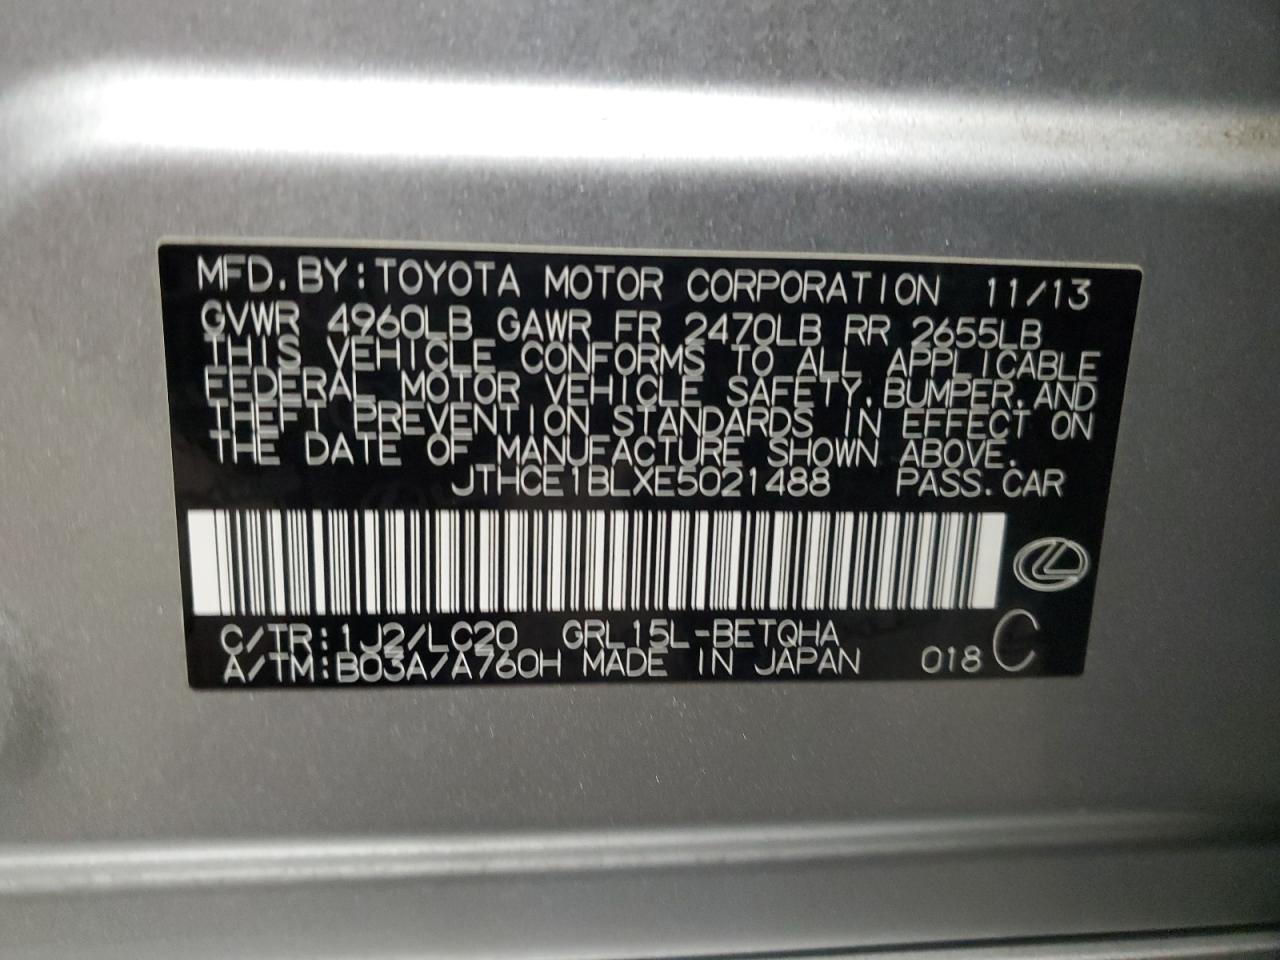 MFD.BY:TOYOTA MOTOR CORPORATION 11/13
GVWR 4960LB GAWR FR 2470LB RR 2655LB
THIS VEHICLE CONFORMS TO ALL APPLICABLE
FEDERAL MOTOR VEHICLE SAFETY,BUMPER,AND
THEFT PREVENTION STANDARDS IN EFFECT ON
THE DATE OF MANUFACTURE SHOWN ABOVE.
JTHCE1BLXE5021488 PASS.CAR
C/TR:1J2/LC20 GRL15L-BETQHA
A/TM:B03A/A760H MADE IN JAPAN 018 C